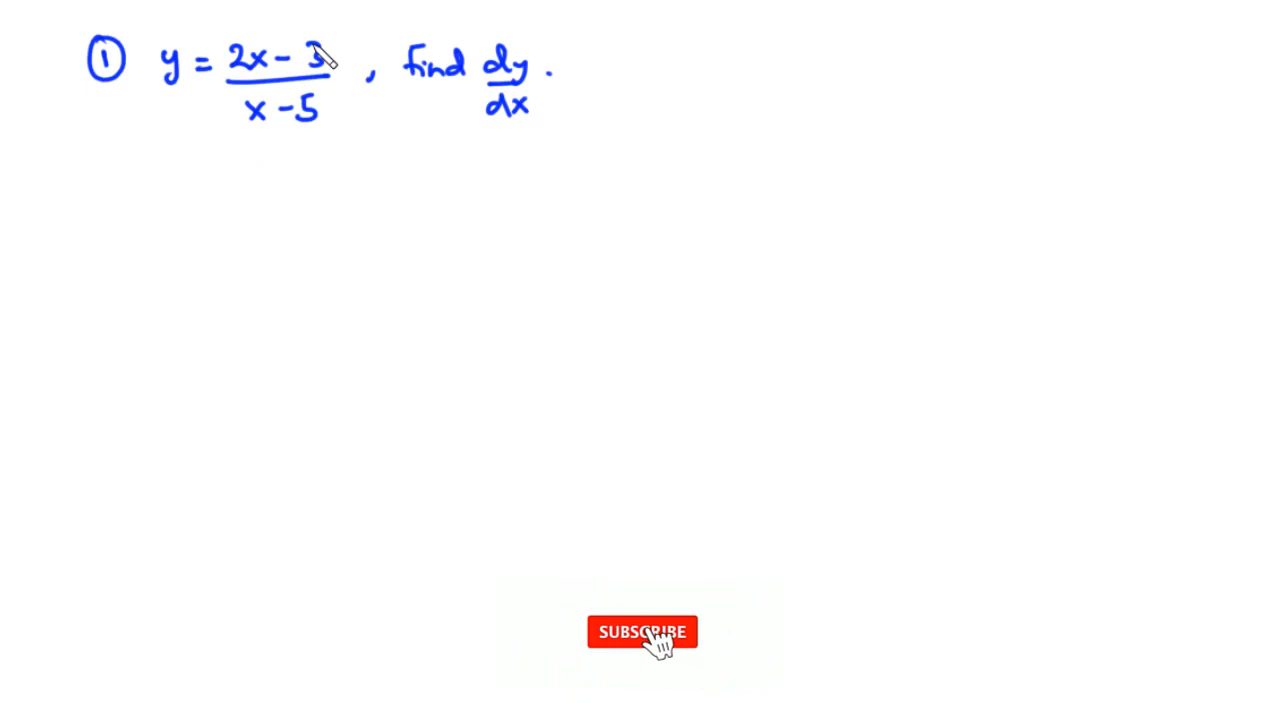 ① y = (2x - 3)/(x - 5) , find dy/dx .
SUBSCRIBE